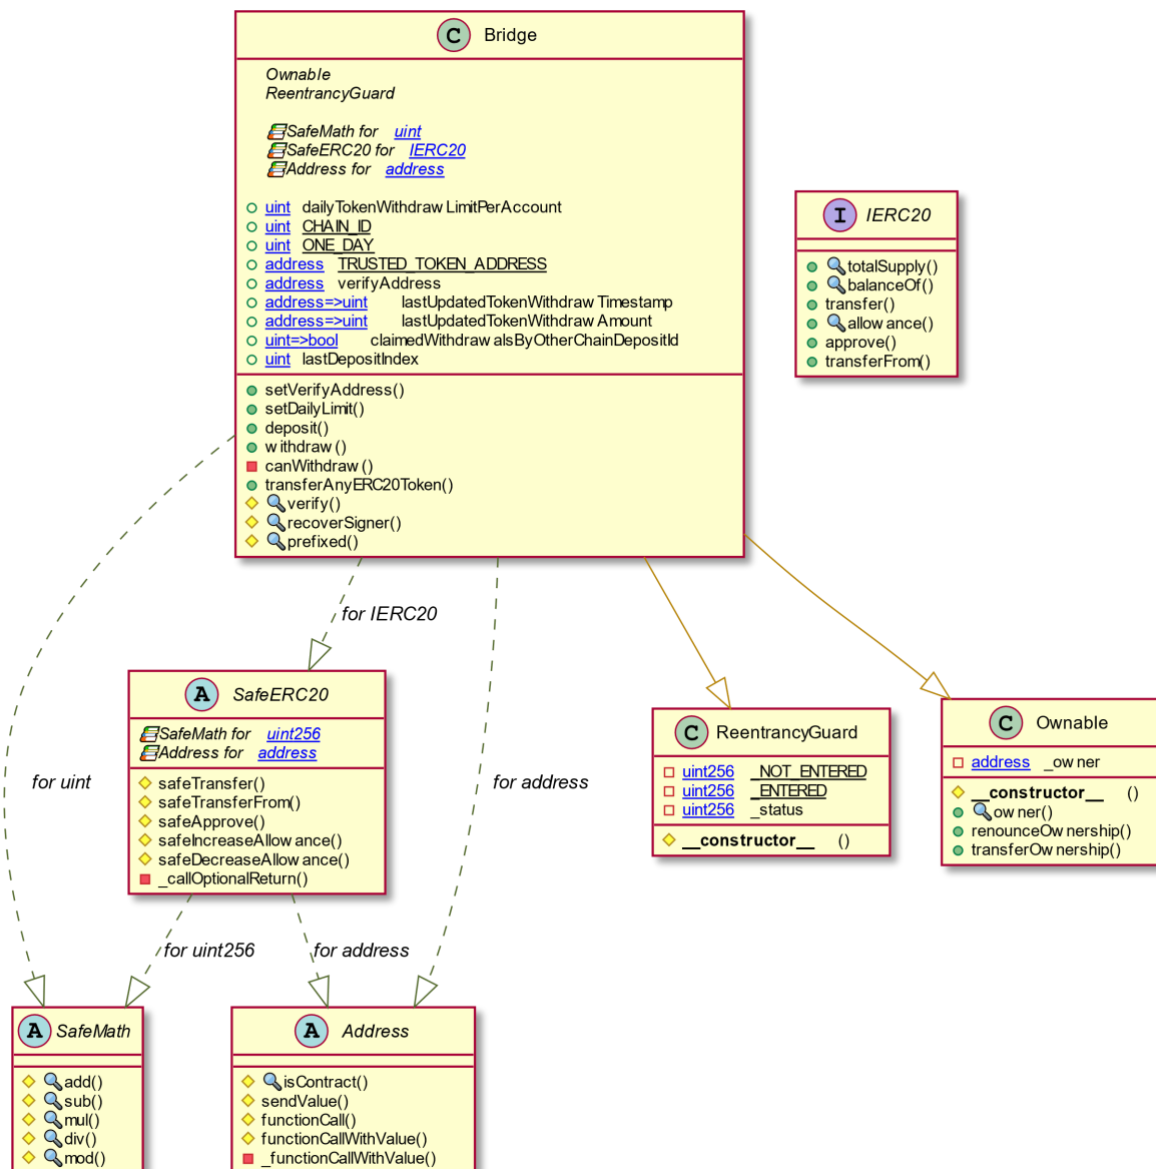 C Bridge
Ownable
ReentrancyGuard
SafeMath for uint
SafeERC20 for IERC20
Address for address
uint dailyTokenWithdrawLimitPerAccount
uint CHAIN_ID
uint ONE_DAY
address TRUSTED_TOKEN_ADDRESS
address verifyAddress
address=>uint lastUpdatedTokenWithdrawTimestamp
address=>uint lastUpdatedTokenWithdrawAmount
uint=>bool claimedWithdrawalsByOtherChainDepositId
uint lastDepositIndex
setVerifyAddress()
setDailyLimit()
deposit()
withdraw()
canWithdraw()
transferAnyERC20Token()
verify()
recoverSigner()
prefixed()
I IERC20
totalSupply()
balanceOf()
transfer()
allowance()
approve()
transferFrom()
for IERC20
A SafeERC20
SafeMath for uint256
Address for address
safeTransfer()
safeTransferFrom()
safeApprove()
safeIncreaseAllowance()
safeDecreaseAllowance()
_callOptionalReturn()
for uint
for address
C ReentrancyGuard
uint256 _NOT_ENTERED
uint256 _ENTERED
uint256 _status
__constructor__ ()
C Ownable
address _owner
__constructor__ ()
owner()
renounceOwnership()
transferOwnership()
for uint256
for address
A SafeMath
add()
sub()
mul()
div()
mod()
A Address
isContract()
sendValue()
functionCall()
functionCallWithValue()
_functionCallWithValue()